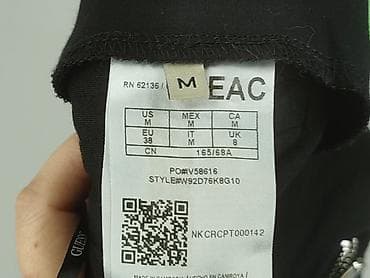 RN 62136 /
M
EAC
US MEX CA
M M M
EU IT UK
38 M 8
CN 165/68A
PO#:V58616
STYLE#W92D76K8G10
NKCRCPT000142